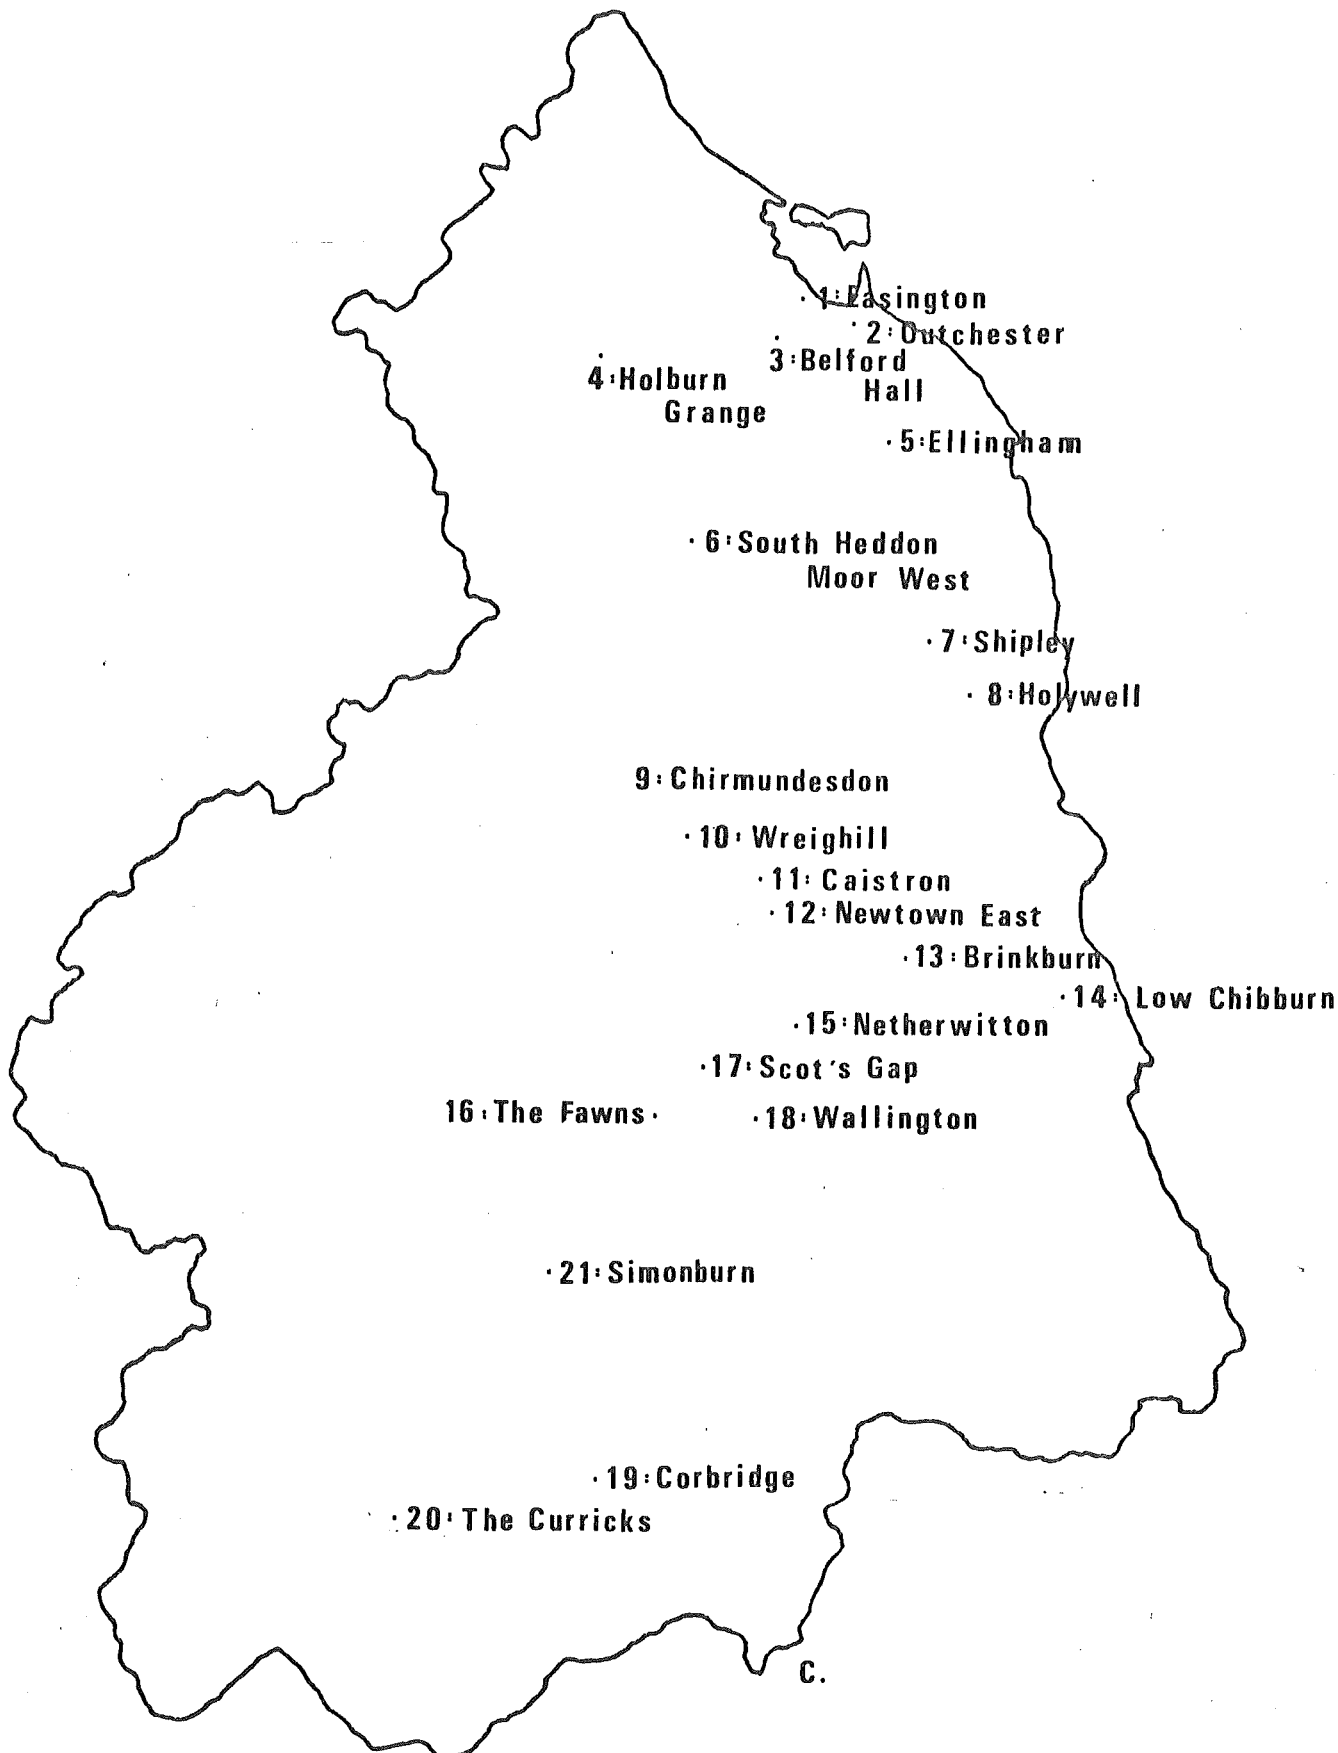 1:Easington
2:Outchester
3:Belford
Hall
4:Holburn
Grange
5:Ellingham
6:South Heddon
Moor West
7:Shipley
8:Holywell
9:Chirmundesdon
10:Wreighill
11:Caistron
12:Newtown East
13:Brinkburn
14:Low Chibburn
15:Netherwitton
17:Scot's Gap
16:The Fawns
18:Wallington
21:Simonburn
19:Corbridge
20:The Curricks
C.